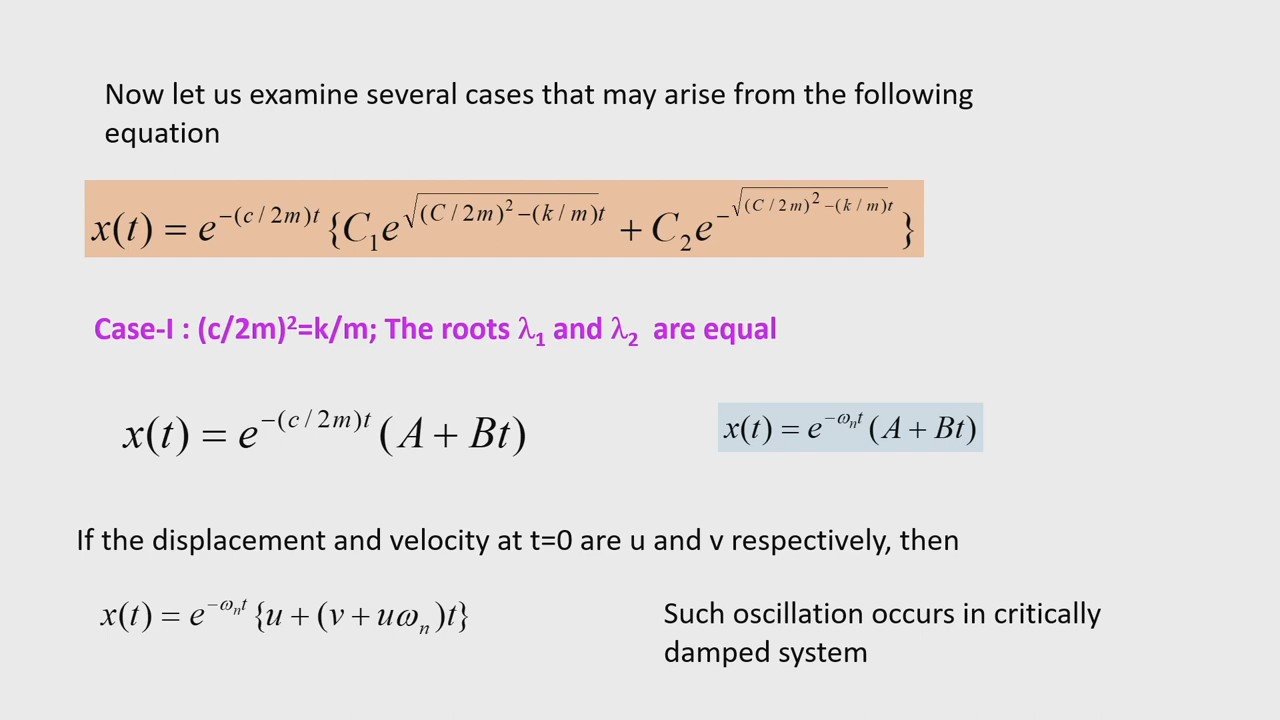 Now let us examine several cases that may arise from the following
equation
x(t) = e^{-(c/2m)t} {C_1 e^{\sqrt{(C/2m)^2-(k/m)}t} + C_2 e^{-\sqrt{(C/2m)^2-(k/m)}t}}
Case-I : (c/2m)²=k/m; The roots λ₁ and λ₂ are equal
x(t) = e^{-(c/2m)t} (A + Bt)
x(t) = e^{-ω_n t} (A + Bt)
If the displacement and velocity at t=0 are u and v respectively, then
x(t) = e^{-ω_n t} {u + (v + uω_n)t}
Such oscillation occurs in critically
damped system